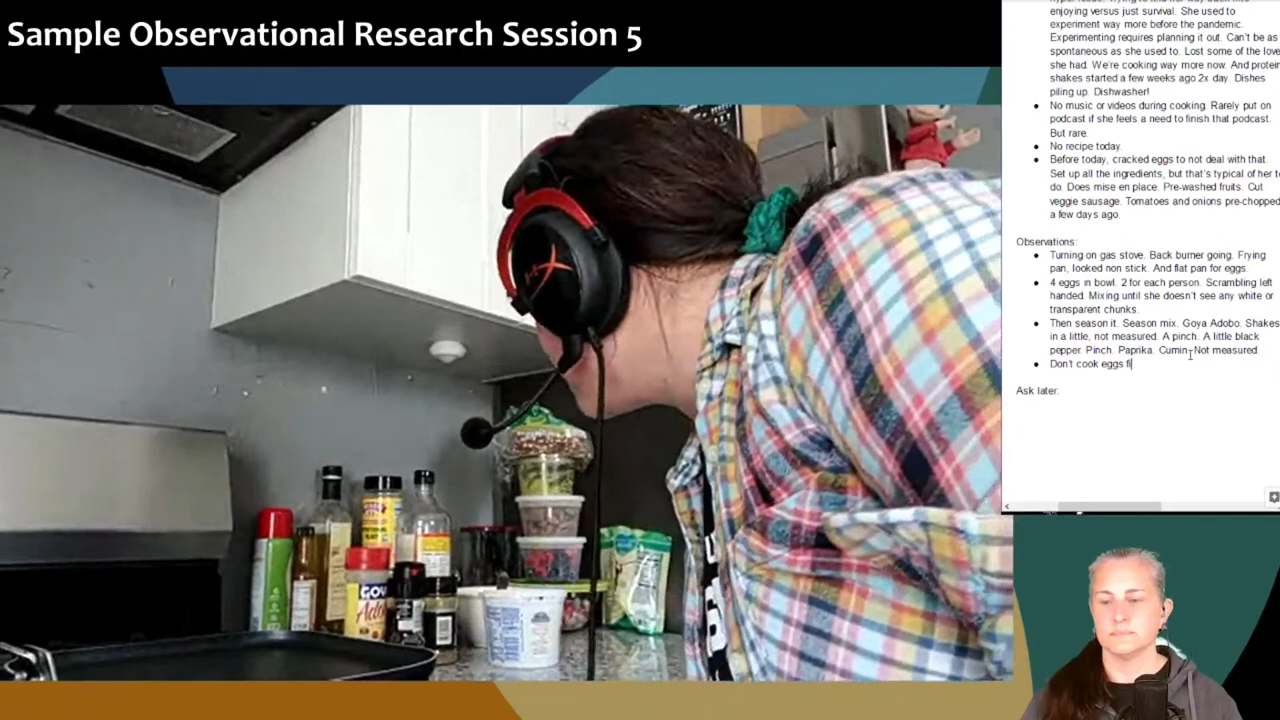 Sample Observational Research Session 5
enjoying versus just survival. She used to
experiment way more before the pandemic.
Experimenting requires planning it out. Can't be as
spontaneous as she used to. Lost some of the love
she had. We're cooking way more now. And protein
shakes started a few weeks ago 2x day. Dishes
piling up. Dishwasher!
● No music or videos during cooking. Rarely put on
podcast if she feels a need to finish that podcast.
But rare.
● No recipe today.
● Before today, cracked eggs to not deal with that.
Set up all the ingredients, but that's typical of her to
do. Does mise en place. Pre-washed fruits. Cut
veggie sausage. Tomatoes and onions pre-chopped
a few days ago.
Observations:
● Turning on gas stove. Back burner going. Frying
pan, looked non stick. And flat pan for eggs.
● 4 eggs in bowl. 2 for each person. Scrambling left
handed. Mixing until she doesn't see any white or
transparent chunks.
● Then season it. Season mix. Goya Adobo. Shakes
in a little, not measured. A pinch. A little black
pepper. Pinch. Paprika. Cumin. Not measured.
● Don't cook eggs fi
Ask later.
GOYA
Adobo